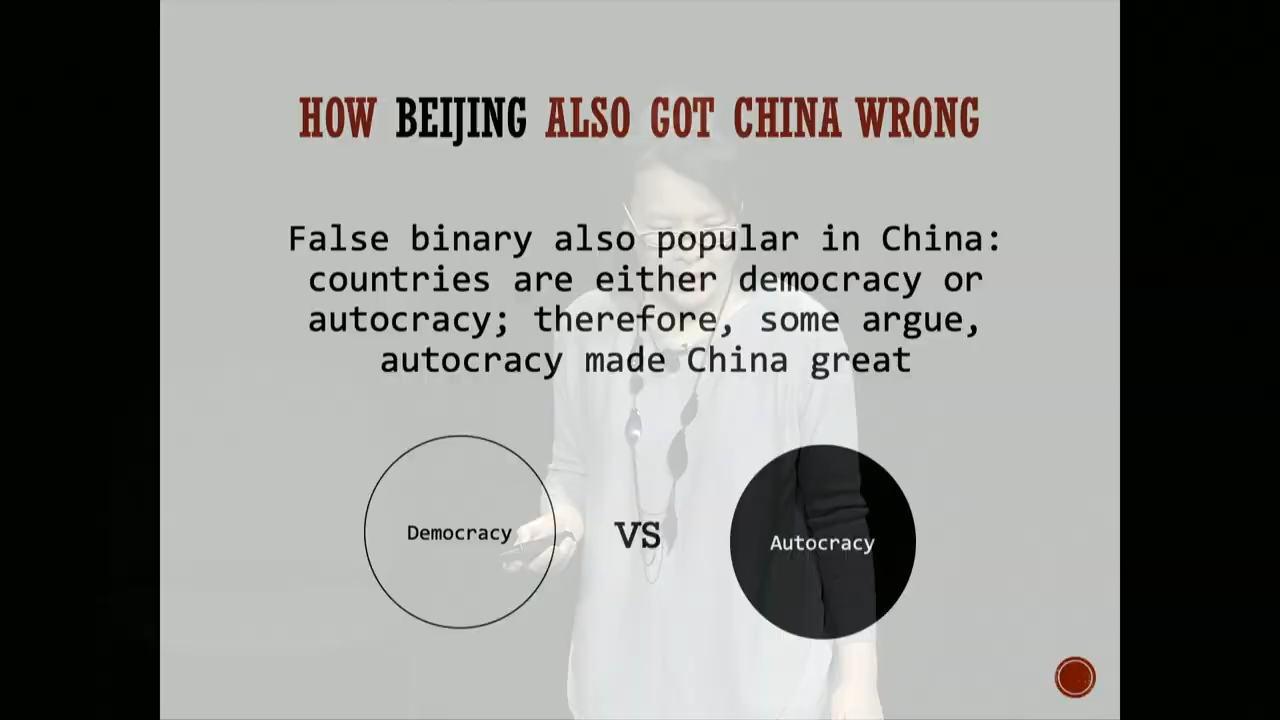 HOW BEIJING ALSO GOT CHINA WRONG
False binary also popular in China:
countries are either democracy or
autocracy; therefore, some argue,
autocracy made China great
Democracy
VS
Autocracy